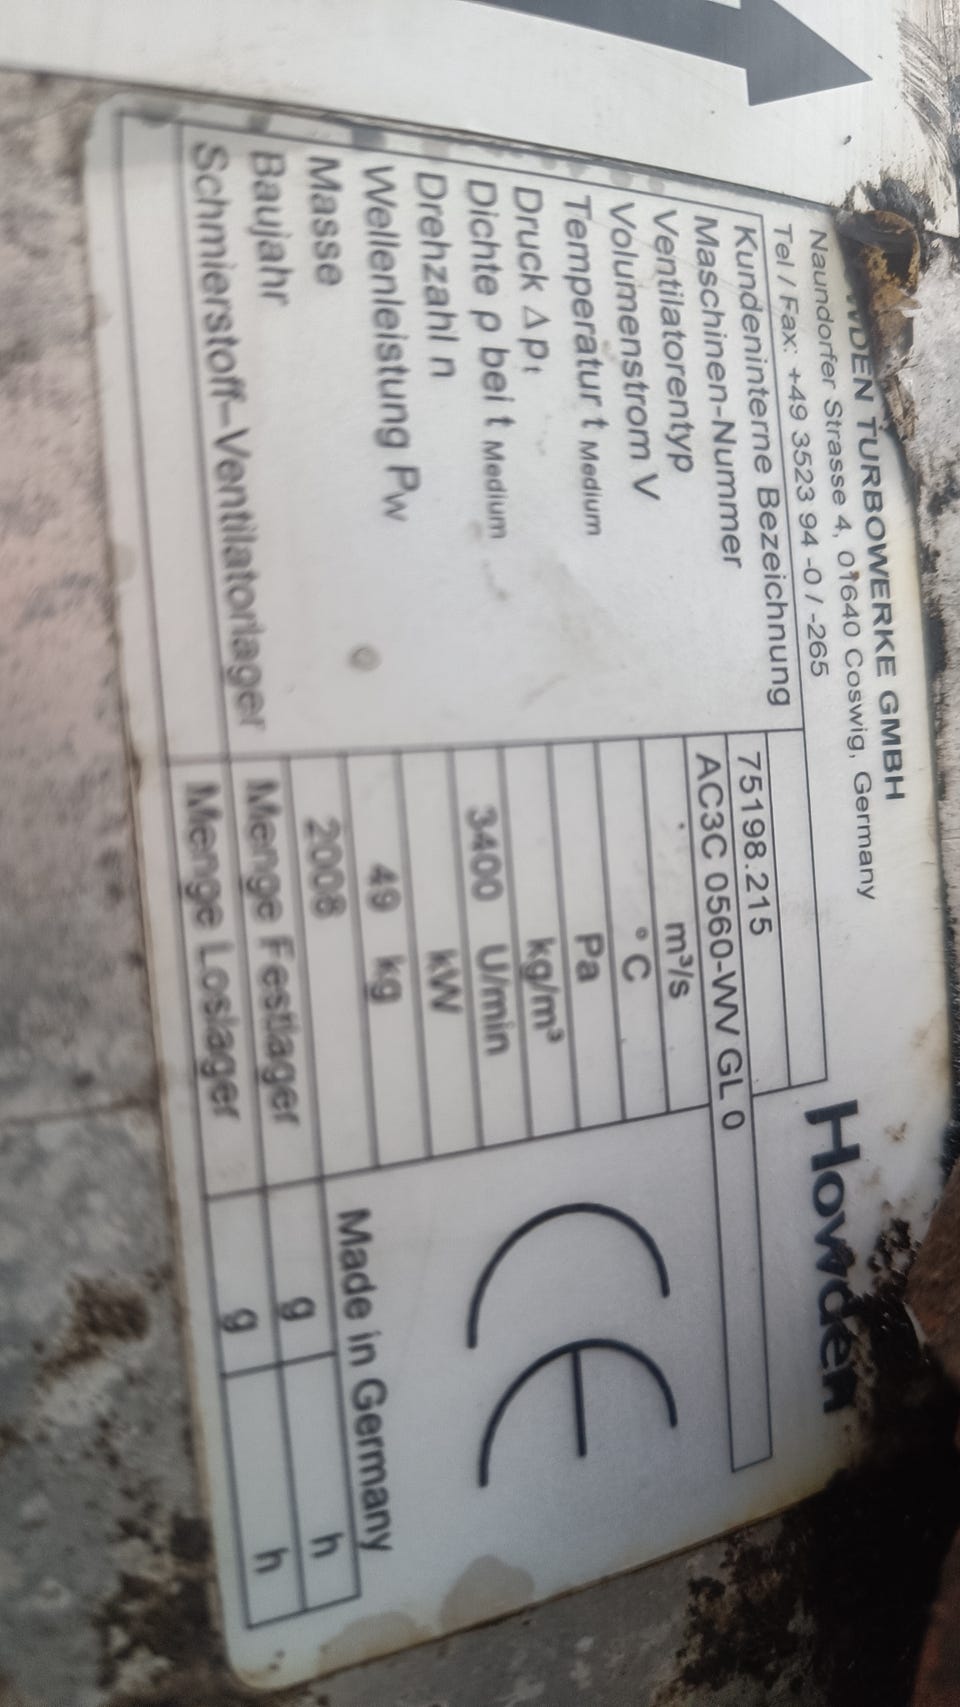 WDEN TURBOWERKE GMBH
Naundorfer Strasse 4, 01640 Coswig, Germany
Tel / Fax: +49 3523 94 -0 / -265
Howden
Kundeninterne Bezeichnung
Maschinen-Nummer 75198.215
Ventilatorentyp AC3C 0560-WV GL 0
Volumenstrom V m³/s
Temperatur t Medium °C
Druck Δ pt Pa
Dichte ρ bei t Medium kg/m³
Drehzahl n 3400 U/min
Wellenleistung Pw kW
Masse 49 kg
Baujahr 2008
CE
Made in Germany
Schmierstoff-Ventilatorlager Menge Festlager g h
Menge Loslager g h